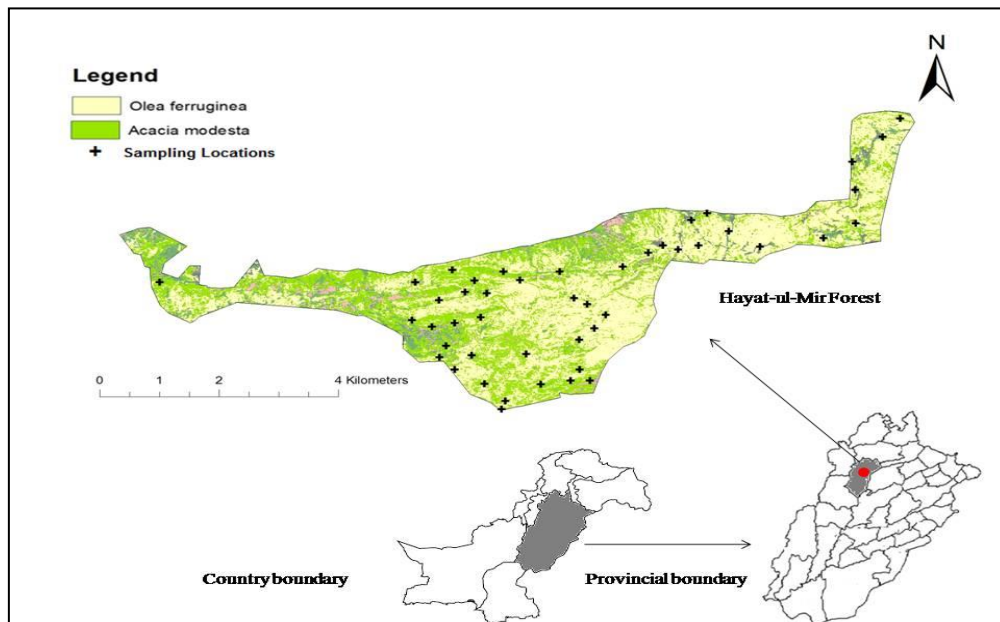 N
Legend
Olea ferruginea
Acacia modesta
Sampling Locations
Hayat-ul-Mir Forest
0 1 2 4 Kilometers
Country boundary
Provincial boundary